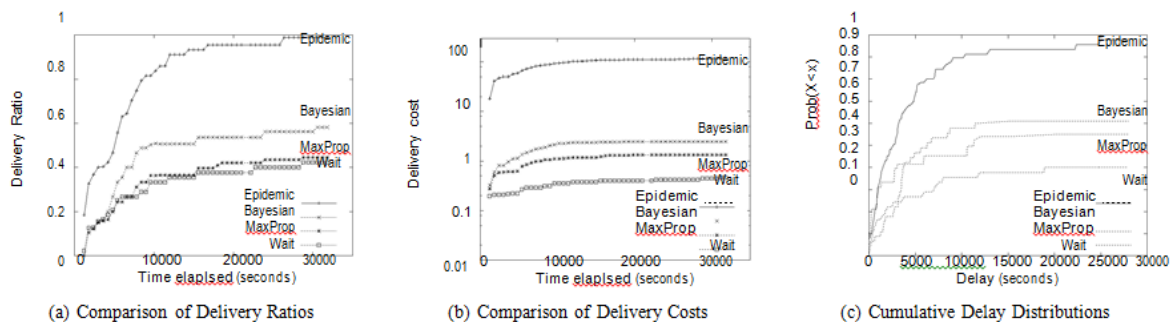 1
0.8
0.6
0.4
0.2
0
Delivery Ratio
Epidemic
Bayesian
MaxProp
Wait
Epidemic
Bayesian
MaxProp
Wait
0 10000 20000 30000
Time elaplsed (seconds)
(a) Comparison of Delivery Ratios
100
10
1
0.1
0.01
Delivery cost
Epidemic
Bayesian
MaxProp
Wait
Epidemic
Bayesian
MaxProp
Wait
0 10000 20000 30000
Time elaplsed (seconds)
(b) Comparison of Delivery Costs
1
0.9
0.8
0.7
0.6
0.5
0.4
0.3
0.1
0
Prob(X<x)
Epidemic
Bayesian
MaxProp
Wait
Epidemic
Bayesian
MaxProp
Wait
0 5000 10000 15000 20000 25000 30000
Delay (seconds)
(c) Cumulative Delay Distributions